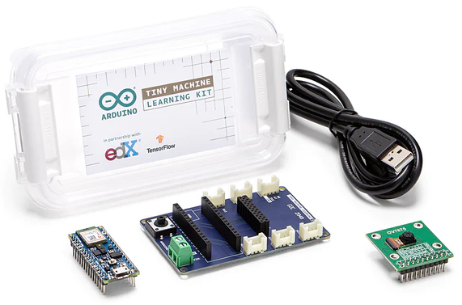 ARDUINO
TINY MACHINE
LEARNING KIT
in partnership with:
edX
TensorFlow
OV7675